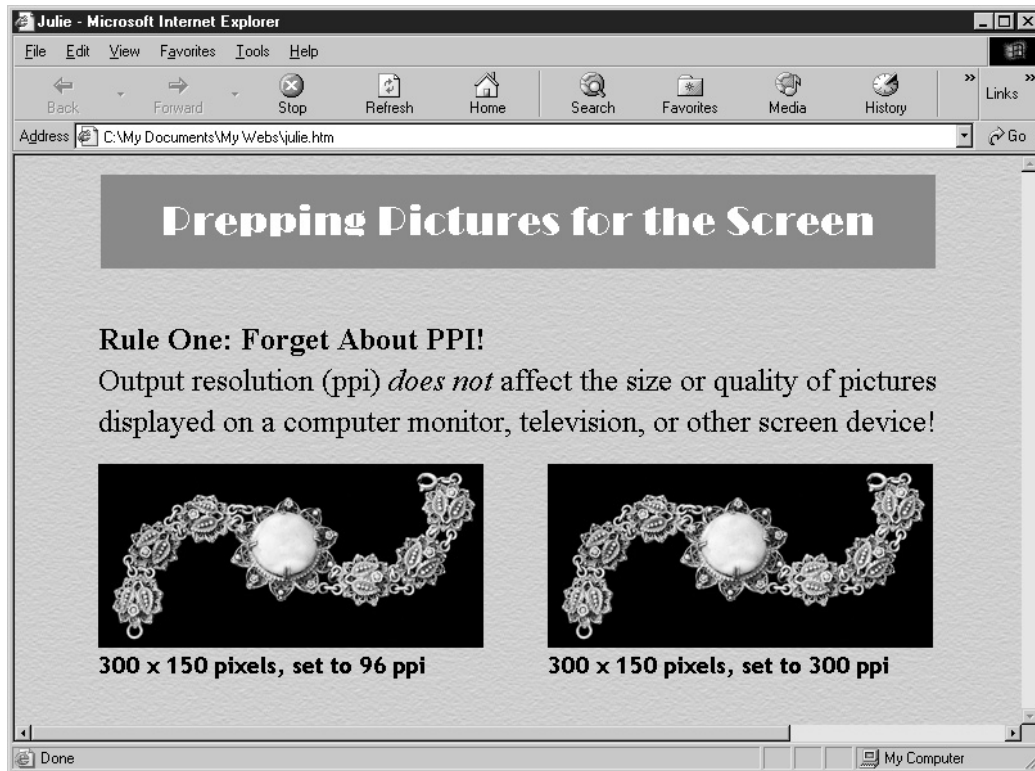 Julie - Microsoft Internet Explorer
File Edit View Favorites Tools Help
Back Forward Stop Refresh Home Search Favorites Media History » Links »
Address C:\My Documents\My Webs\julie.htm Go
Prepping Pictures for the Screen
Rule One: Forget About PPI!
Output resolution (ppi) does not affect the size or quality of pictures
displayed on a computer monitor, television, or other screen device!
300 x 150 pixels, set to 96 ppi 300 x 150 pixels, set to 300 ppi
Done My Computer